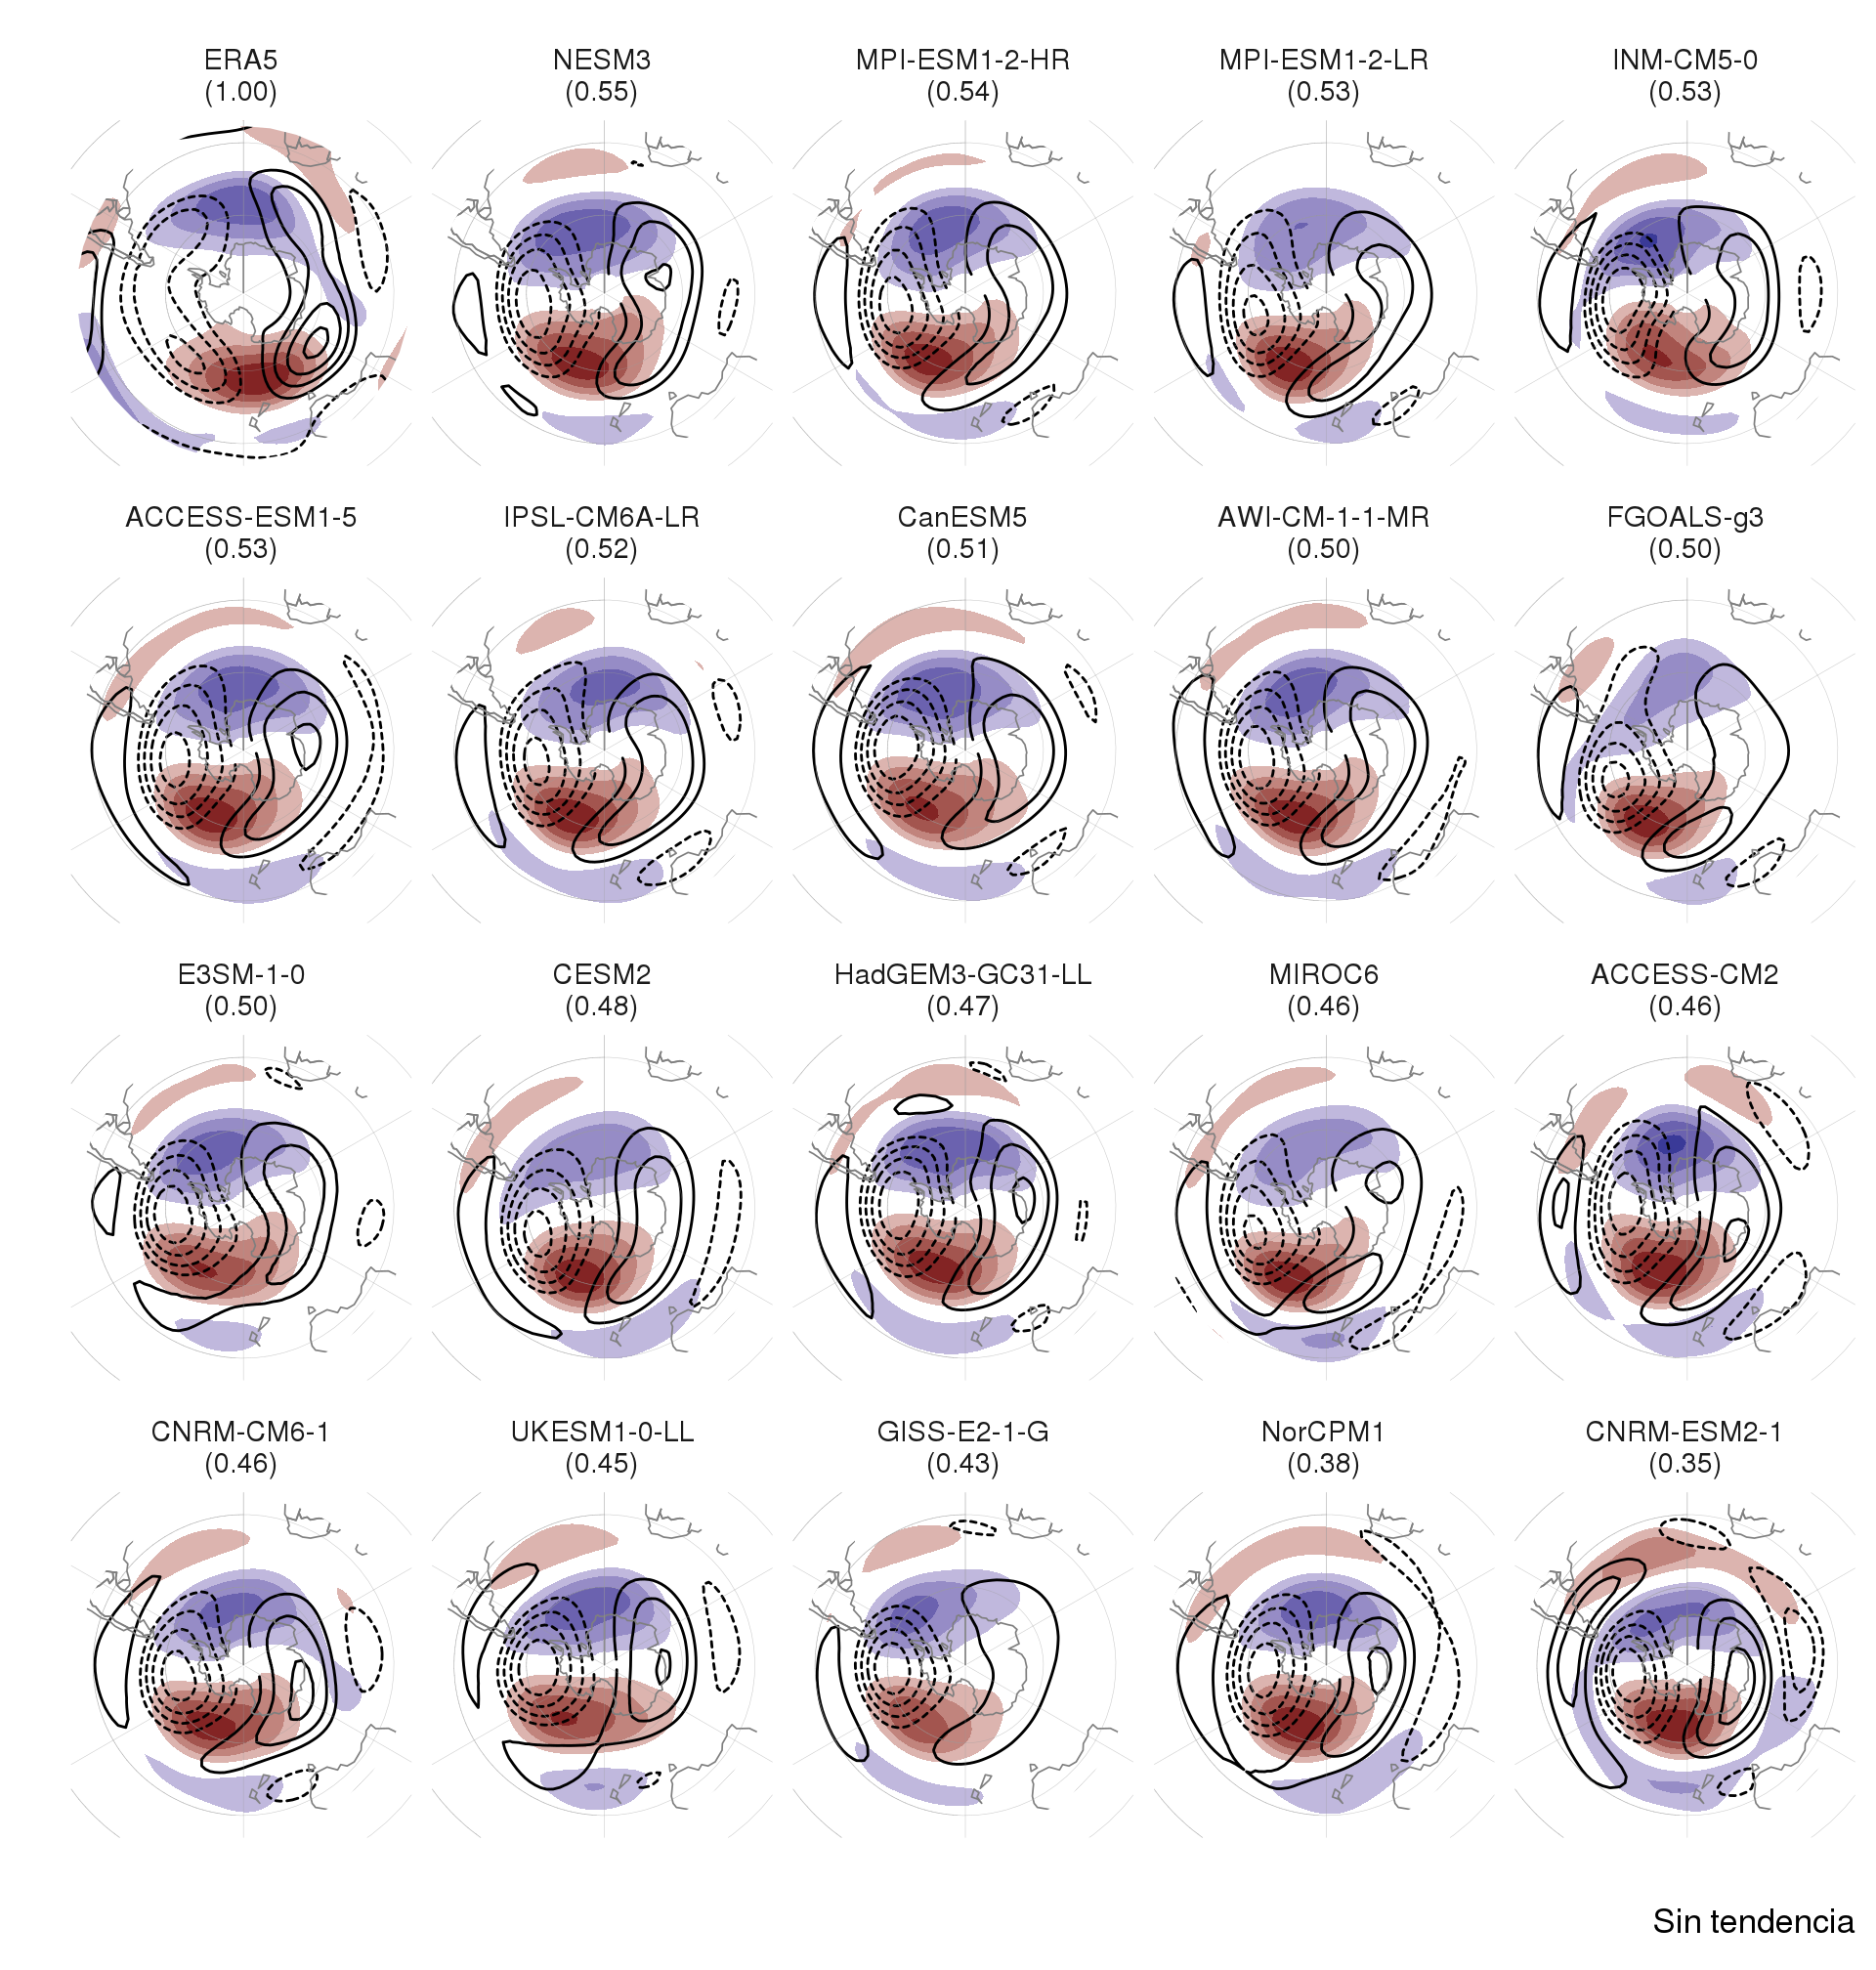 ERA5
(1.00)
NESM3
(0.55)
MPI-ESM1-2-HR
(0.54)
MPI-ESM1-2-LR
(0.53)
INM-CM5-0
(0.53)
ACCESS-ESM1-5
(0.53)
IPSL-CM6A-LR
(0.52)
CanESM5
(0.51)
AWI-CM-1-1-MR
(0.50)
FGOALS-g3
(0.50)
E3SM-1-0
(0.50)
CESM2
(0.48)
HadGEM3-GC31-LL
(0.47)
MIROC6
(0.46)
ACCESS-CM2
(0.46)
CNRM-CM6-1
(0.46)
UKESM1-0-LL
(0.45)
GISS-E2-1-G
(0.43)
NorCPM1
(0.38)
CNRM-ESM2-1
(0.35)
Sin tendencia